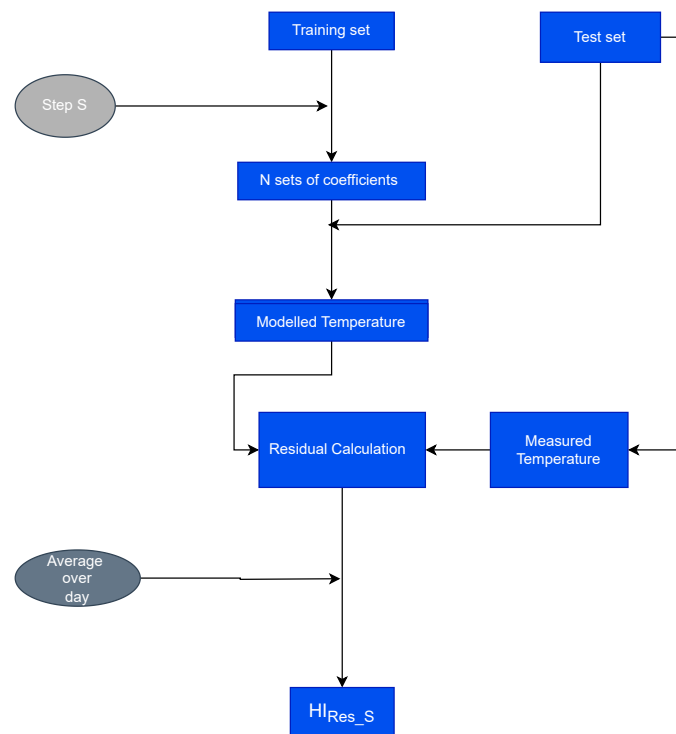 Training set
Test set
Step S
N sets of coefficients
Modelled Temperature
Residual Calculation
Measured
Temperature
Average
over
day
HI_Res_S